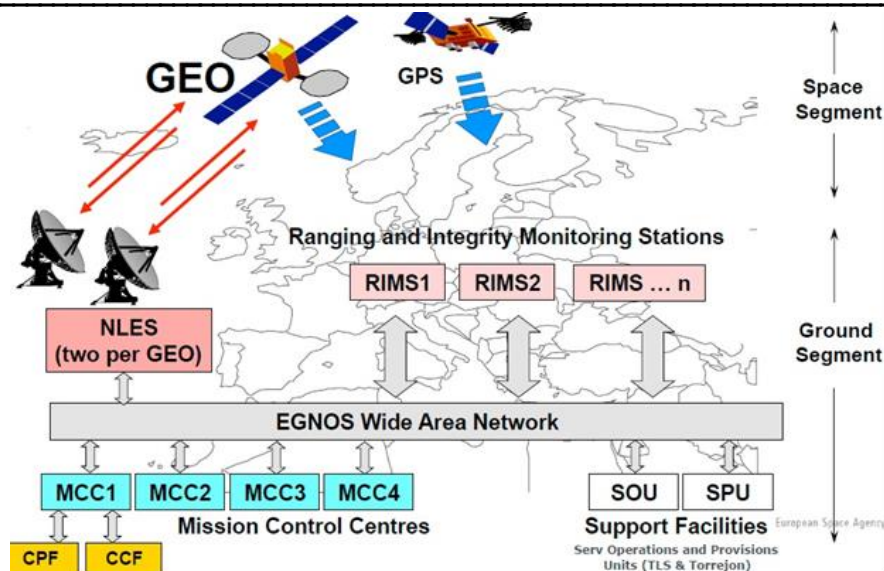 GEO
GPS
Space
Segment
Ranging and Integrity Monitoring Stations
RIMS1
RIMS2
RIMS ... n
NLES
(two per GEO)
Ground
Segment
EGNOS Wide Area Network
MCC1
MCC2
MCC3
MCC4
SOU
SPU
Mission Control Centres
Support Facilities
European Space Agency
Serv Operations and Provisions
Units (TLS & Torrejon)
CPF
CCF